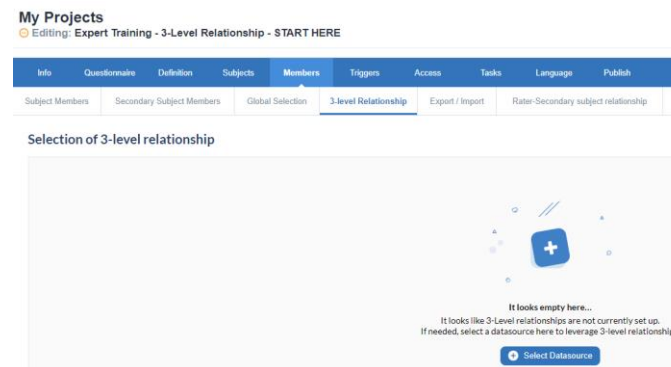 My Projects
Editing: Expert Training - 3-Level Relationship - START HERE
Info Questionnaire Definition Subjects Members Triggers Access Tasks Language Publish
Subject Members Secondary Subject Members Global Selection 3-level Relationship Export / Import Rater-Secondary subject relationship
Selection of 3-level relationship
It looks empty here...
It looks like 3-Level relationships are not currently set up.
If needed, select a datasource here to leverage 3-level relationship
Select Datasource